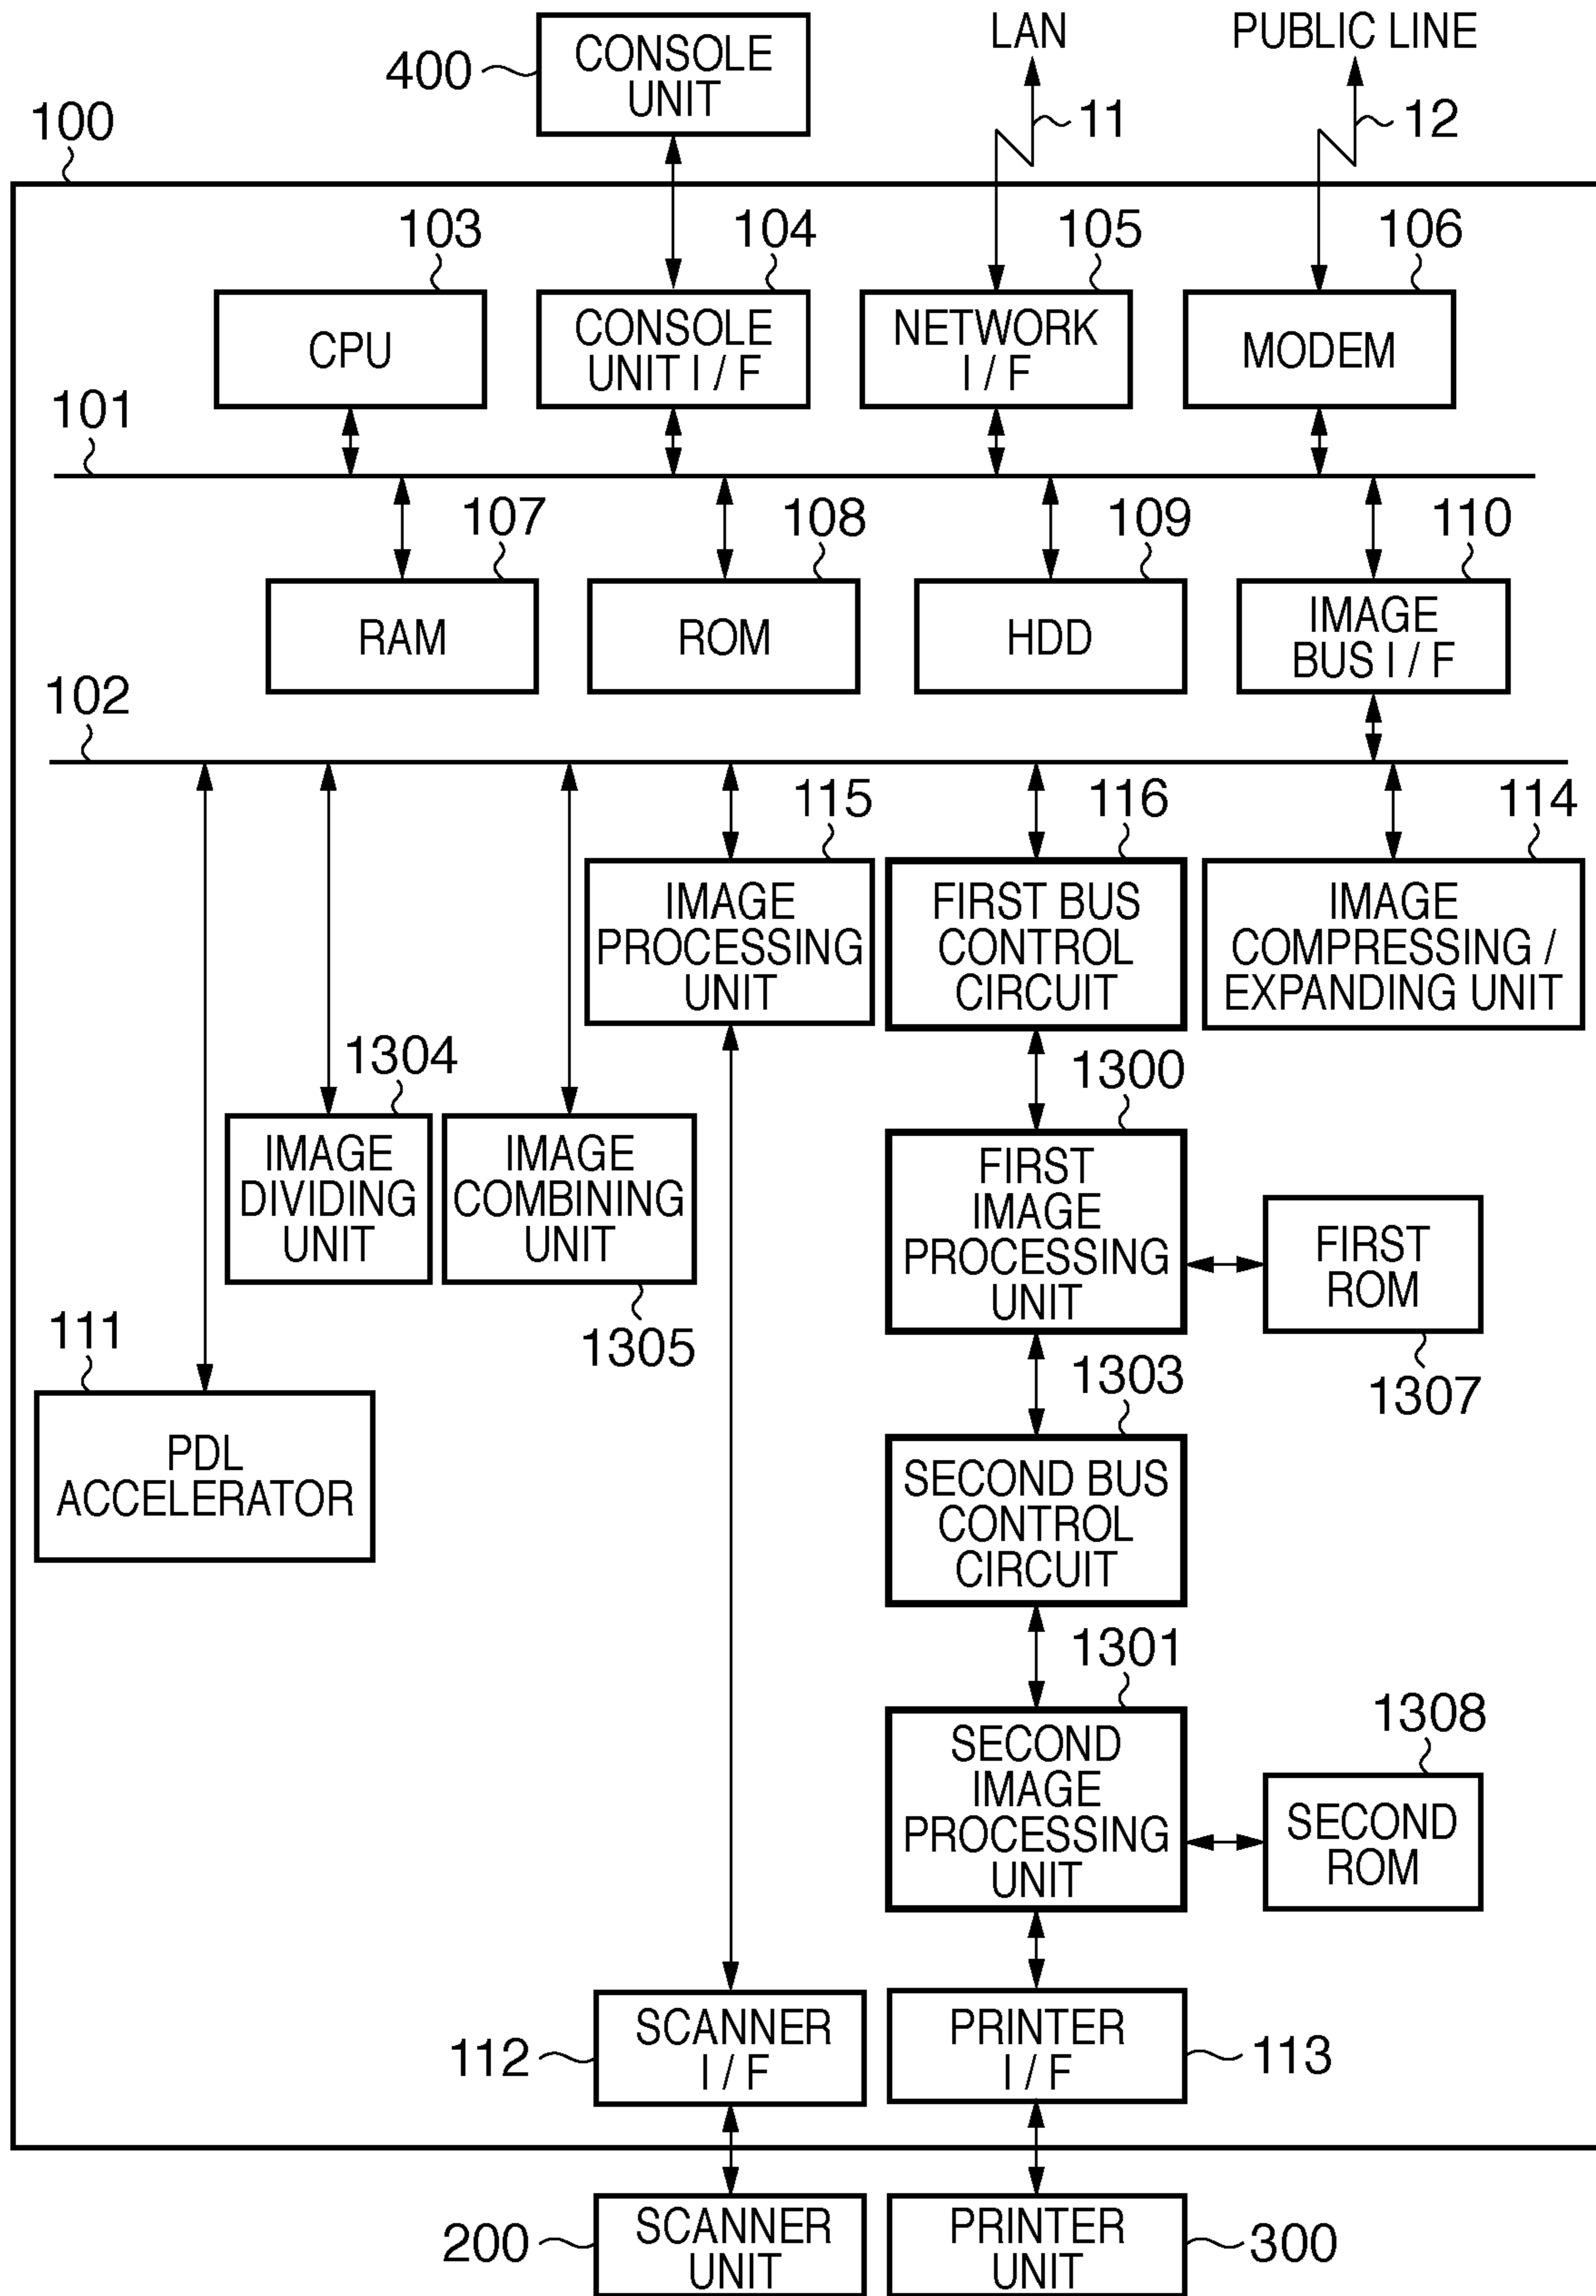 CONSOLE
UNIT
400
LAN
PUBLIC LINE
11
12
100
103
104
105
106
CPU
CONSOLE
UNIT I / F
NETWORK
I / F
MODEM
101
107
108
109
110
RAM
ROM
HDD
IMAGE
BUS I / F
102
115
116
114
IMAGE
PROCESSING
UNIT
FIRST BUS
CONTROL
CIRCUIT
IMAGE
COMPRESSING /
EXPANDING UNIT
1304
1300
IMAGE
DIVIDING
UNIT
IMAGE
COMBINING
UNIT
1305
FIRST
IMAGE
PROCESSING
UNIT
FIRST
ROM
1307
111
PDL
ACCELERATOR
1303
SECOND BUS
CONTROL
CIRCUIT
1301
SECOND
IMAGE
PROCESSING
UNIT
1308
SECOND
ROM
112
SCANNER
I / F
PRINTER
I / F
113
200
SCANNER
UNIT
PRINTER
UNIT
300